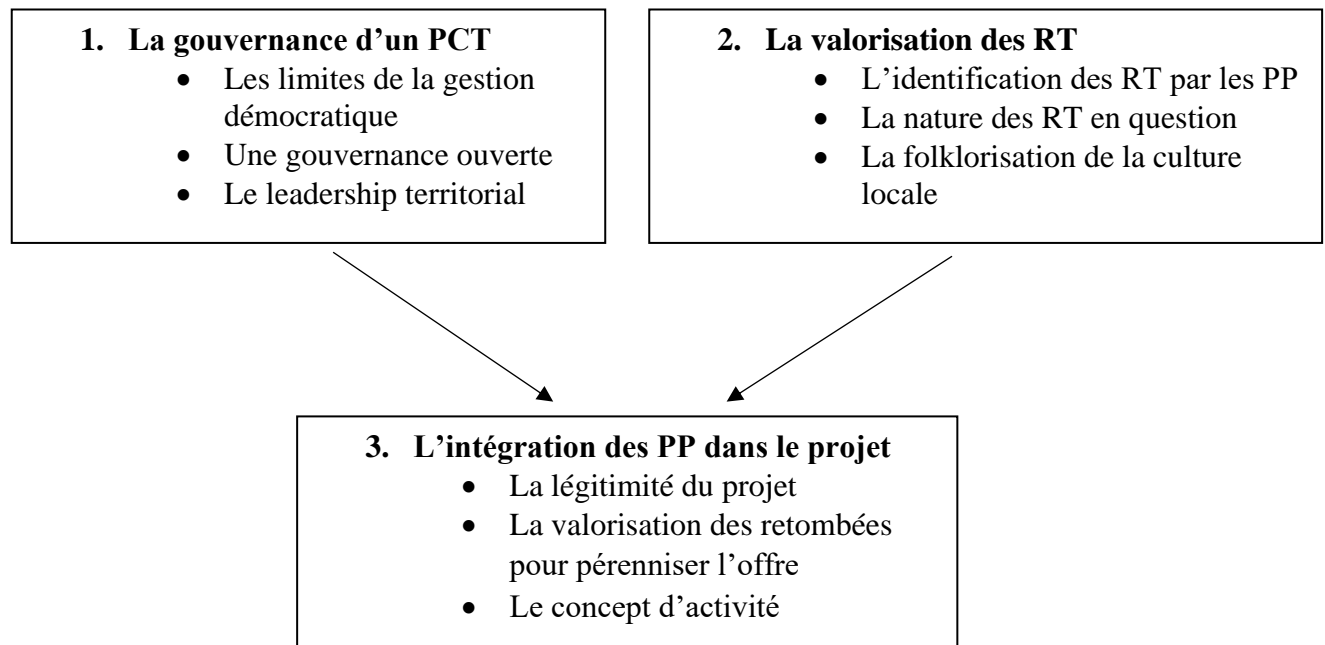 1. La gouvernance d’un PCT
• Les limites de la gestion
démocratique
• Une gouvernance ouverte
• Le leadership territorial
2. La valorisation des RT
• L’identification des RT par les PP
• La nature des RT en question
• La folklorisation de la culture
locale
3. L’intégration des PP dans le projet
• La légitimité du projet
• La valorisation des retombées
pour pérenniser l’offre
• Le concept d’activité